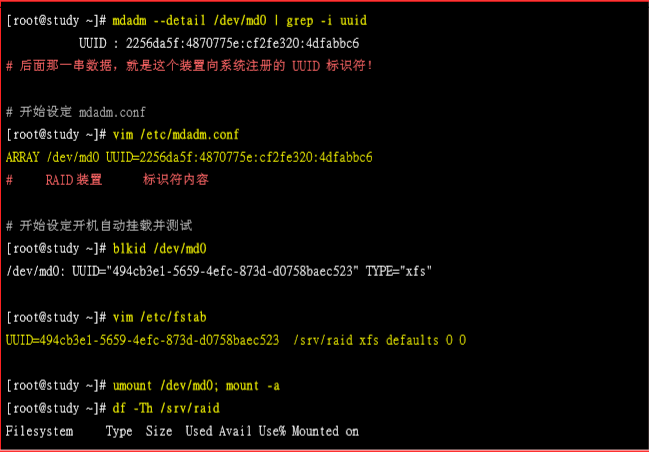 [root@study ~]# mdadm --detail /dev/md0 | grep -i uuid
UUID : 2256da5f:4870775e:cf2fe320:4dfabbc6
# 后面那一串数据，就是这个装置向系统注册的 UUID 标识符！
# 开始设定 mdadm.conf
[root@study ~]# vim /etc/mdadm.conf
ARRAY /dev/md0 UUID=2256da5f:4870775e:cf2fe320:4dfabbc6
# RAID 装置 标识符内容
# 开始设定开机自动挂载并测试
[root@study ~]# blkid /dev/md0
/dev/md0: UUID="494cb3e1-5659-4efc-873d-d0758baec523" TYPE="xfs"
[root@study ~]# vim /etc/fstab
UUID=494cb3e1-5659-4efc-873d-d0758baec523 /srv/raid xfs defaults 0 0
[root@study ~]# umount /dev/md0; mount -a
[root@study ~]# df -Th /srv/raid
Filesystem Type Size Used Avail Use% Mounted on